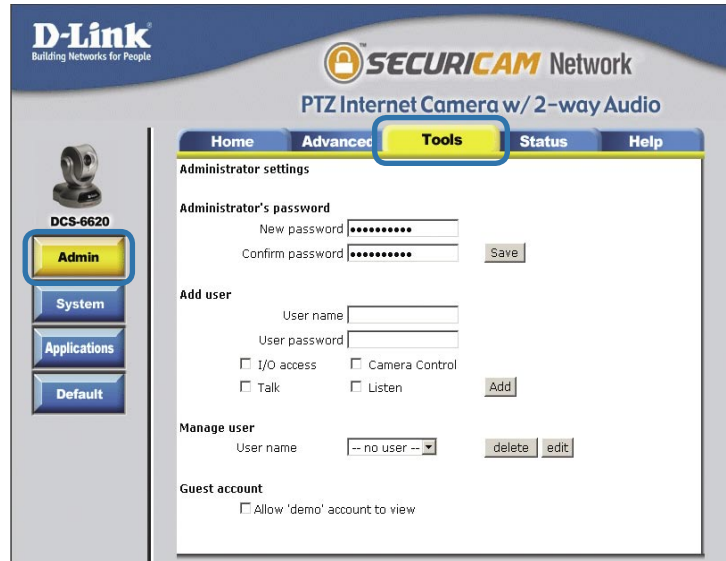 D-Link
Building Networks for People
SECURICAM Network
PTZ Internet Camera w/ 2-way Audio
Home Advanced Tools Status Help
DCS-6620
Admin
System
Applications
Default
Administrator settings
Administrator's password
New password ••••••••••
Confirm password •••••••••• Save
Add user
User name
User password
I/O access Camera Control
Talk Listen Add
Manage user
User name -- no user -- delete edit
Guest account
Allow 'demo' account to view